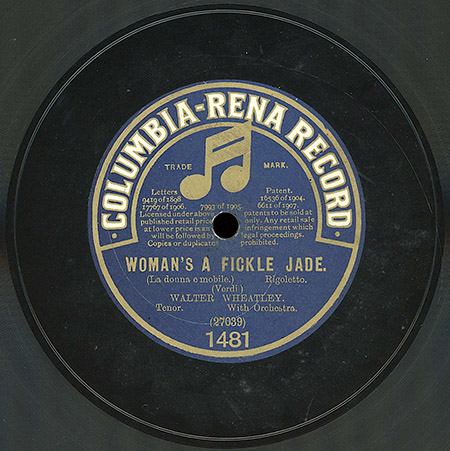 COLUMBIA-RENA RECORD
TRADE MARK.
Letters Patent.
9419 of 1898 16536 of 1904.
17767 of 1906. 7993 of 1905. 6611 of 1907.
Licensed under above patents to be sold at
published retail price only. Any retail sale
at lower price is an infringement which
will be followed by legal proceedings.
Copies or duplicates prohibited.
WOMAN'S A FICKLE JADE.
(La donna e mobile.) Rigoletto.
(Verdi)
WALTER WHEATLEY.
Tenor. With Orchestra.
(27039)
1481